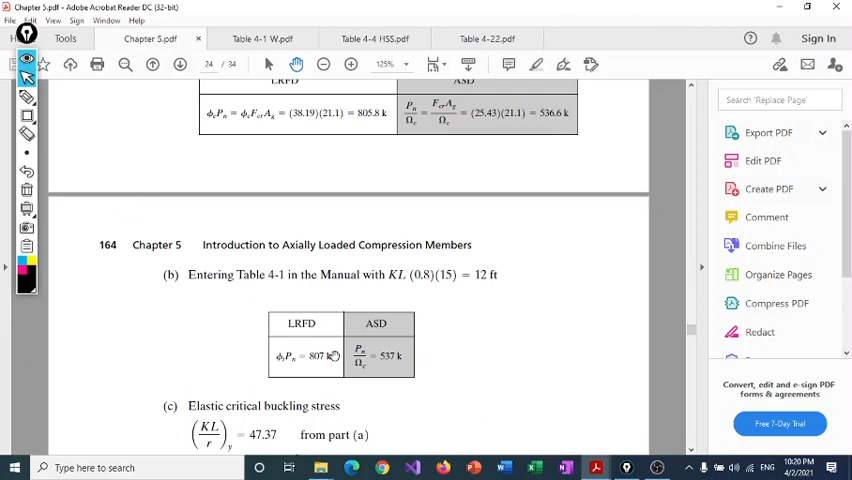 Chapter 5.pdf - Adobe Acrobat Reader DC (32-bit)
File Edit View Sign Window Help
Tools
Chapter 5.pdf ×
Table 4-1 W.pdf
Table 4-4 HSS.pdf
Table 4-22.pdf
Sign In
24 / 34
125%
LRFD ASD
ϕcPn = ϕcFcrAg = (38.19)(21.1) = 805.8 k
Pn/Ωc = FcrAg/Ωc = (25.43)(21.1) = 536.6 k
164 Chapter 5 Introduction to Axially Loaded Compression Members
(b) Entering Table 4-1 in the Manual with KL (0.8)(15) = 12 ft
LRFD ASD
ϕcPn = 807 k
Pn/Ωc = 537 k
(c) Elastic critical buckling stress
(KL/r)y = 47.37 from part (a)
Search 'Replace Page'
Export PDF
Edit PDF
Create PDF
Comment
Combine Files
Organize Pages
Compress PDF
Redact
Convert, edit and e-sign PDF
forms & agreements
Free 7-Day Trial
Type here to search
ENG
10:20 PM
4/2/2021